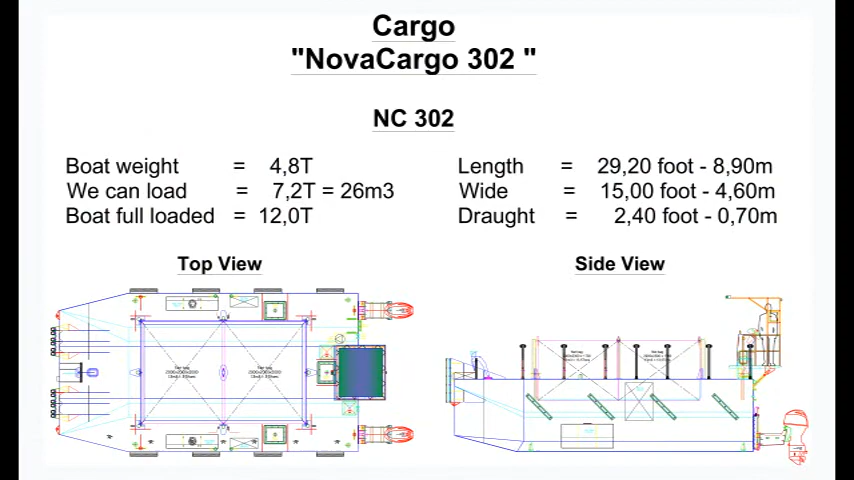 Cargo
"NovaCargo 302 "
NC 302
Boat weight = 4,8T
We can load = 7,2T = 26m3
Boat full loaded = 12,0T
Length = 29,20 foot - 8,90m
Wide = 15,00 foot - 4,60m
Draught = 2,40 foot - 0,70m
Top View
Side View